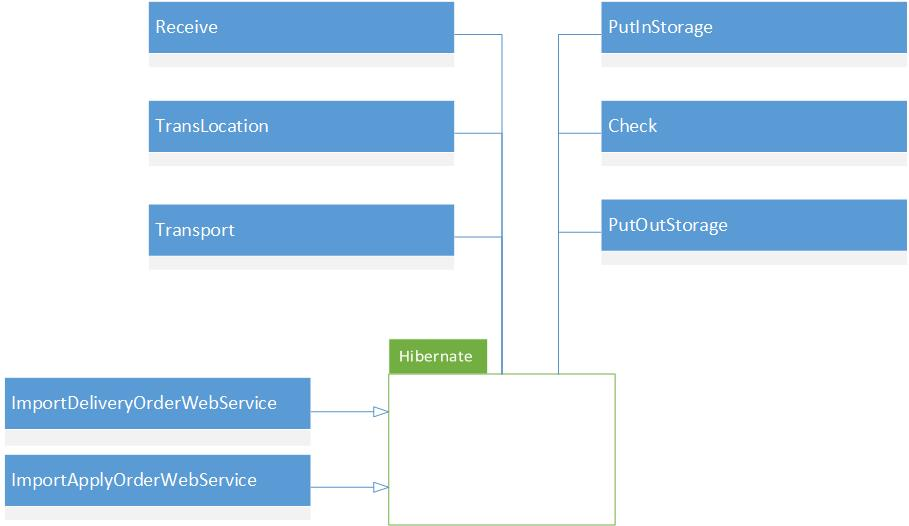 Receive
PutInStorage
TransLocation
Check
Transport
PutOutStorage
Hibernate
ImportDeliveryOrderWebService
ImportApplyOrderWebService